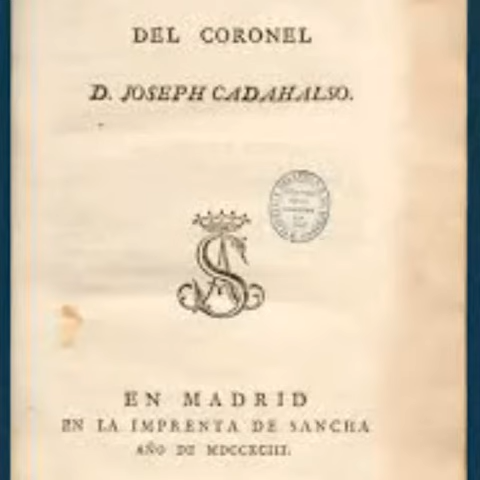 DEL CORONEL
D. JOSEPH CADAHALSO.
EN MADRID
EN LA IMPRENTA DE SANCHA
AÑO DE MDCCXCIII.